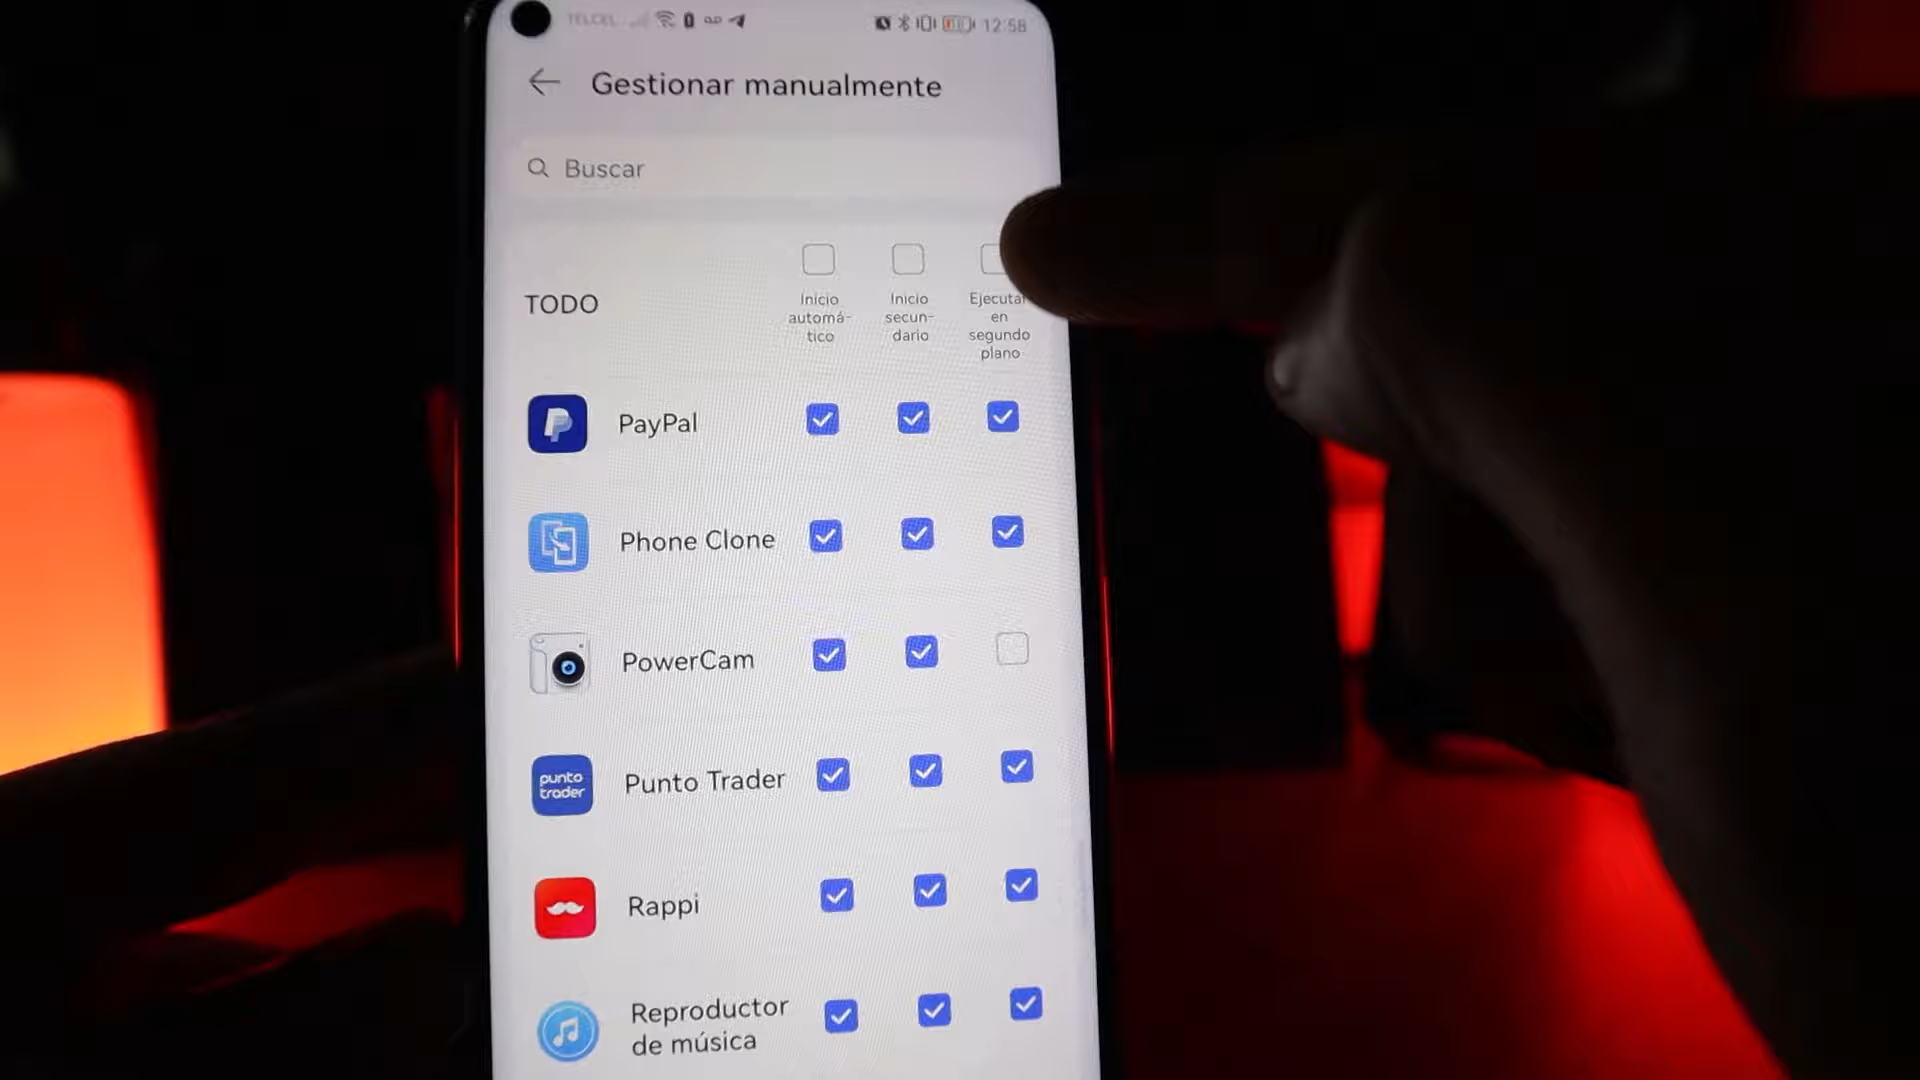 TELCEL
12:58
Gestionar manualmente
Buscar
TODO
Inicio
automá-
tico
Inicio
secun-
dario
Ejecutar
en
segundo
plano
PayPal
Phone Clone
PowerCam
punto
trader
Punto Trader
Rappi
Reproductor
de música